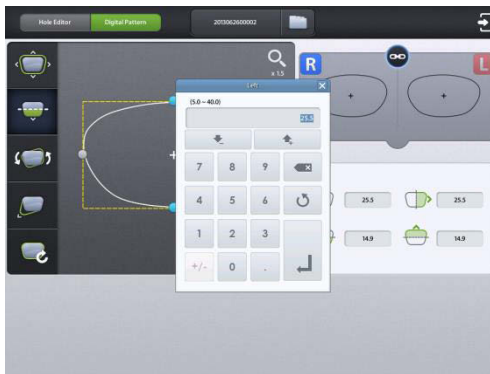 Hole Editor Digital Pattern 2013062600002
x 1.5
R L
Left
(5.0 ~ 40.0)
25.5
7 8 9
4 5 6
1 2 3
+/- 0 .
25.5 25.5
14.9 14.9